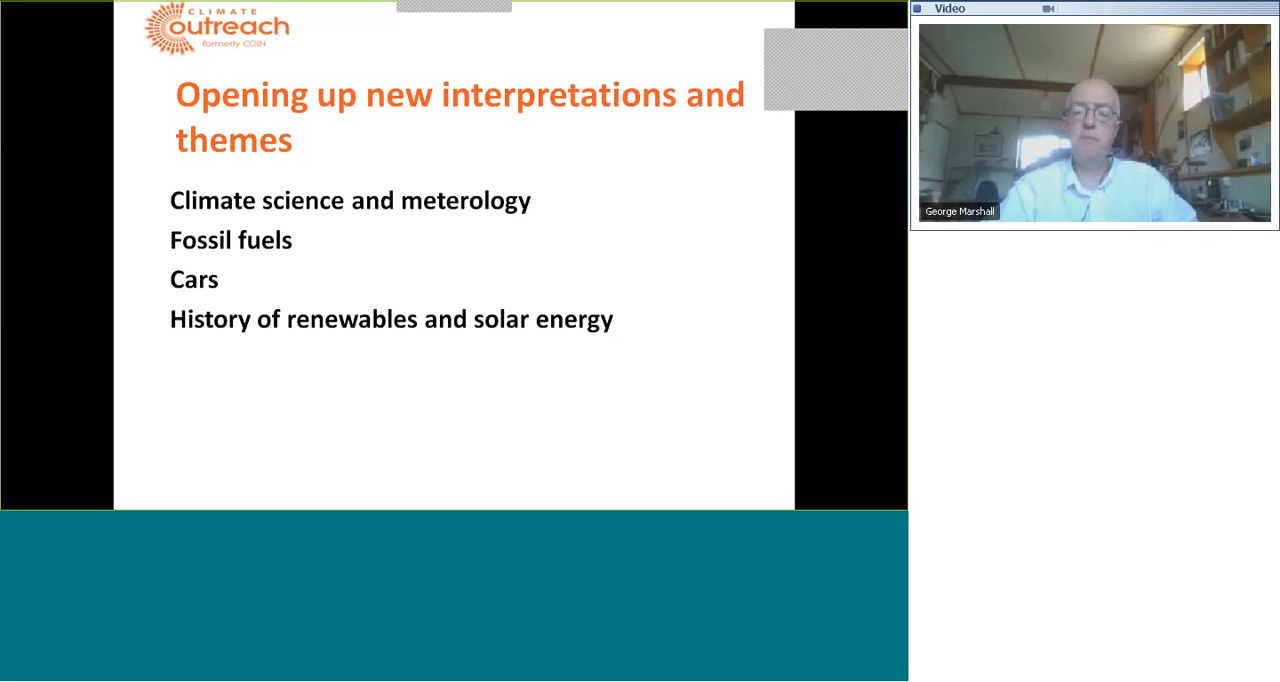 CLIMATE
outreach
formerly COIN
Opening up new interpretations and
themes
Climate science and meterology
Fossil fuels
Cars
History of renewables and solar energy
Video
George Marshall